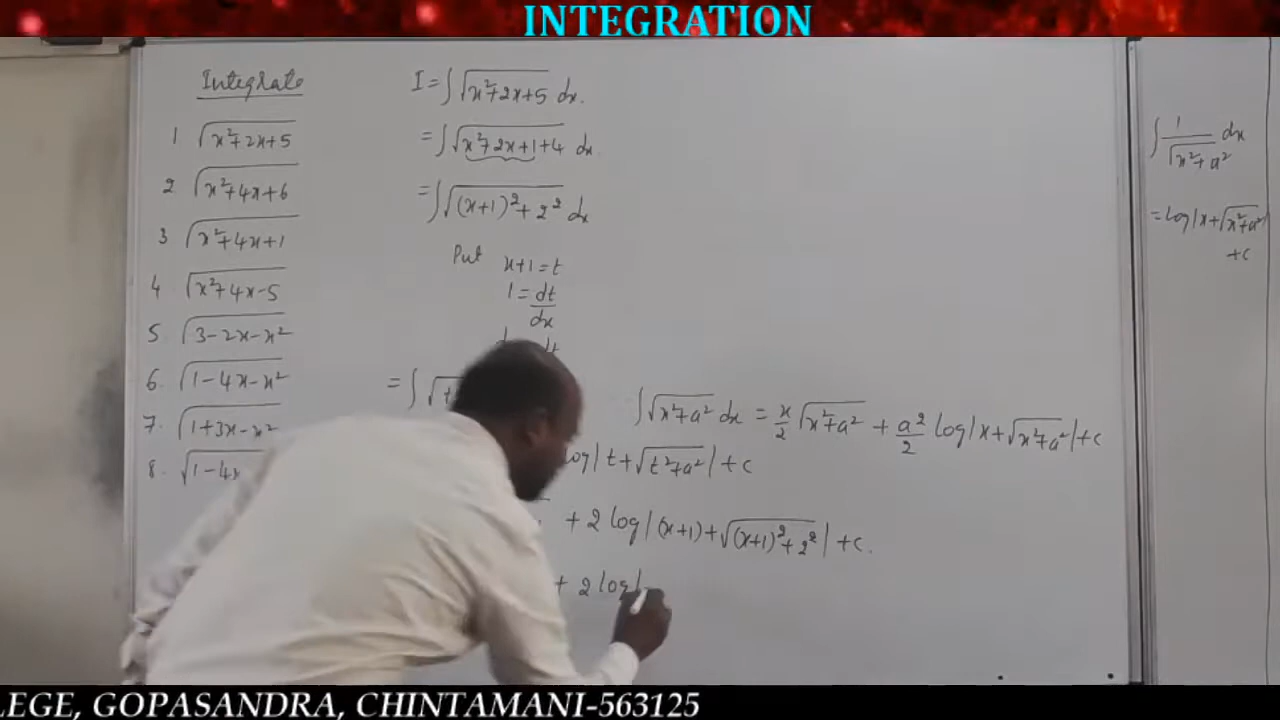 INTEGRATION
Integrate
1 √x²+2x+5
2 √x²+4x+6
3 √x²+4x+1
4 √x²+4x-5
5 √3-2x-x²
6. √1-4x-x²
7. √1+3x-x²
8. √1-4x
I = ∫√x²+2x+5 dx.
= ∫√x²+2x+1+4 dx.
= ∫√(x+1)²+2² dx
Put x+1=t
1 = dt/dx
= ∫√t
∫√x²+a² dx = x/2 √x²+a² + a²/2 log|x+√x²+a²|+c
log|t+√t²+a²|+c
+ 2 log|(x+1)+√(x+1)²+2²|+c.
+ 2 log|
∫ 1/√x²+a² dx
= log|x+√x²+a²|
+c
LEGE, GOPASANDRA, CHINTAMANI-563125